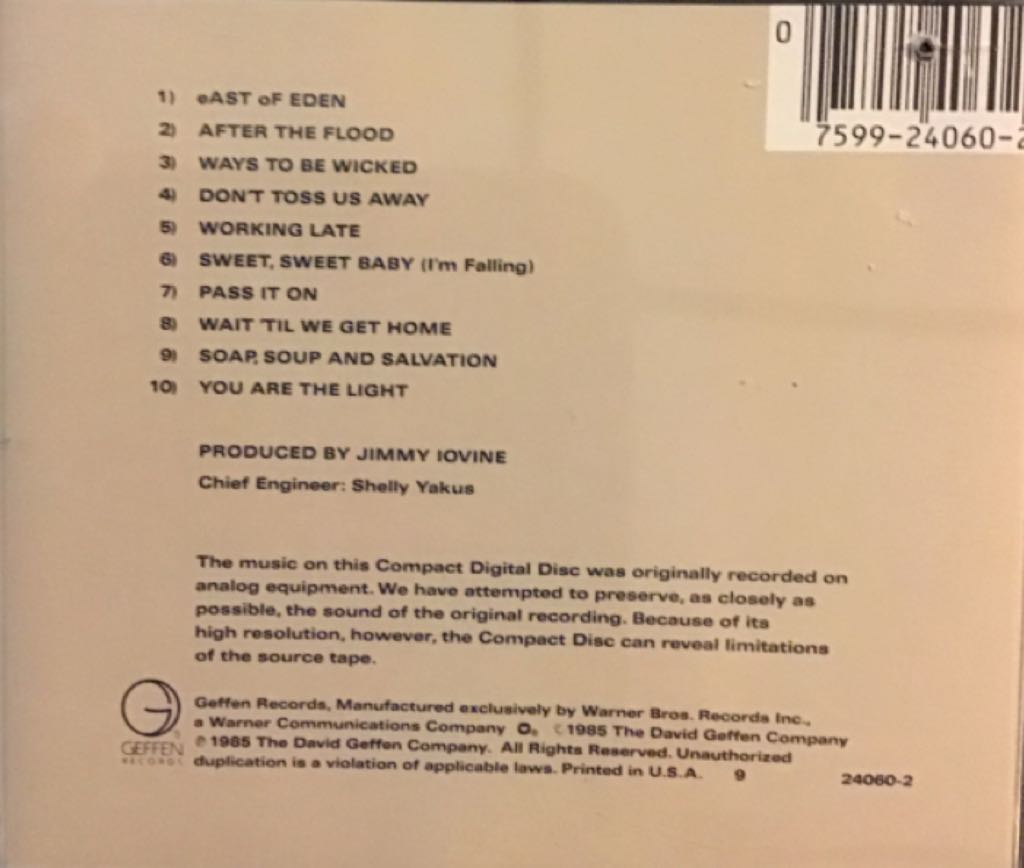 0
7599-24060-2
1) eAST oF EDEN
2) AFTER THE FLOOD
3) WAYS TO BE WICKED
4) DON'T TOSS US AWAY
5) WORKING LATE
6) SWEET, SWEET BABY (I'm Falling)
7) PASS IT ON
8) WAIT 'TIL WE GET HOME
9) SOAP, SOUP AND SALVATION
10) YOU ARE THE LIGHT
PRODUCED BY JIMMY IOVINE
Chief Engineer: Shelly Yakus
The music on this Compact Digital Disc was originally recorded on
analog equipment. We have attempted to preserve, as closely as
possible, the sound of the original recording. Because of its
high resolution, however, the Compact Disc can reveal limitations
of the source tape.
Geffen Records, Manufactured exclusively by Warner Bros. Records Inc.,
a Warner Communications Company © 1985 The David Geffen Company
℗ 1985 The David Geffen Company. All Rights Reserved. Unauthorized
duplication is a violation of applicable laws. Printed in U.S.A. 9
24060-2
GEFFEN
RECORDS